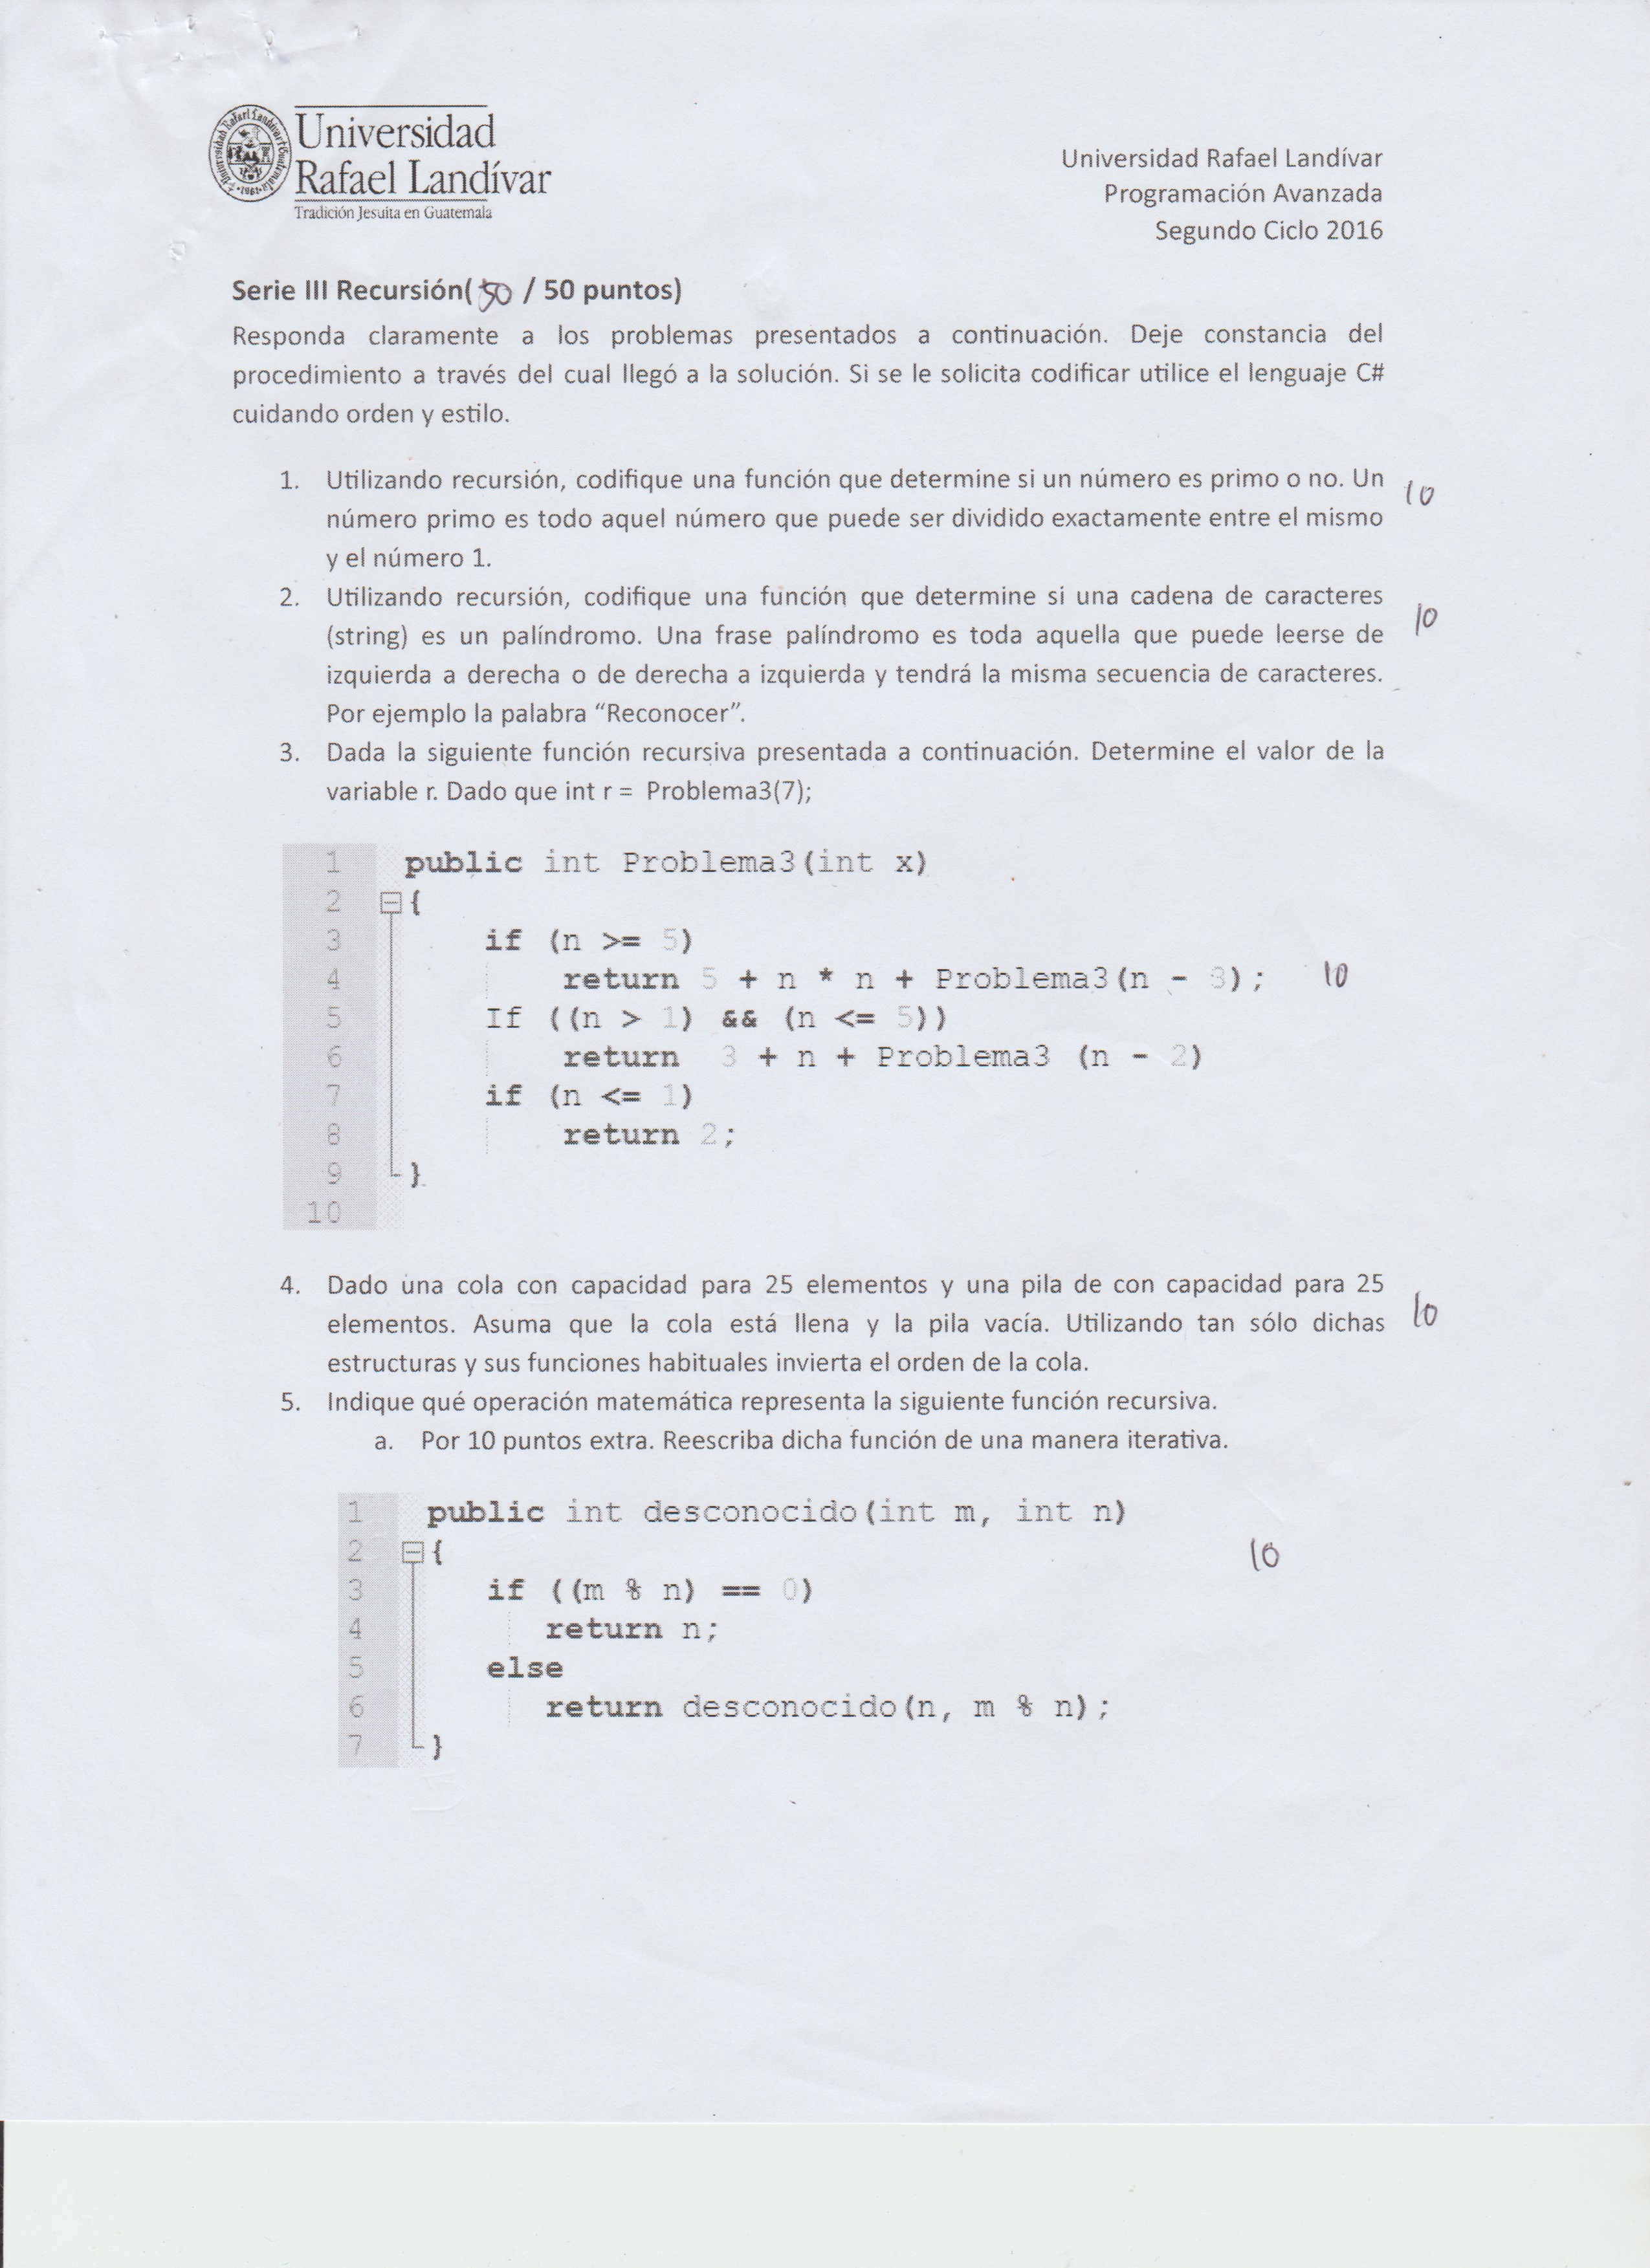 Universidad
Rafael Landívar
Tradición Jesuita en Guatemala
Universidad Rafael Landívar
Programación Avanzada
Segundo Ciclo 2016
Serie III Recursión( 50 / 50 puntos)
Responda claramente a los problemas presentados a continuación. Deje constancia del
procedimiento a través del cual llegó a la solución. Si se le solicita codificar utilice el lenguaje C#
cuidando orden y estilo.
1. Utilizando recursión, codifique una función que determine si un número es primo o no. Un 10
número primo es todo aquel número que puede ser dividido exactamente entre el mismo
y el número 1.
2. Utilizando recursión, codifique una función que determine si una cadena de caracteres 10
(string) es un palíndromo. Una frase palíndromo es toda aquella que puede leerse de
izquierda a derecha o de derecha a izquierda y tendrá la misma secuencia de caracteres.
Por ejemplo la palabra “Reconocer”.
3. Dada la siguiente función recursiva presentada a continuación. Determine el valor de la
variable r. Dado que int r = Problema3(7);
1 public int Problema3(int x)
2 {
3 if (n >= 5)
4 return 5 + n * n + Problema3(n - 3); 10
5 If ((n > 1) && (n <= 5))
6 return 3 + n + Problema3 (n - 2)
7 if (n <= 1)
8 return 2;
9 }
10
4. Dado una cola con capacidad para 25 elementos y una pila de con capacidad para 25
elementos. Asuma que la cola está llena y la pila vacía. Utilizando tan sólo dichas 10
estructuras y sus funciones habituales invierta el orden de la cola.
5. Indique qué operación matemática representa la siguiente función recursiva.
a. Por 10 puntos extra. Reescriba dicha función de una manera iterativa.
1 public int desconocido(int m, int n)
2 { 10
3 if ((m % n) == 0)
4 return n;
5 else
6 return desconocido(n, m % n);
7 }